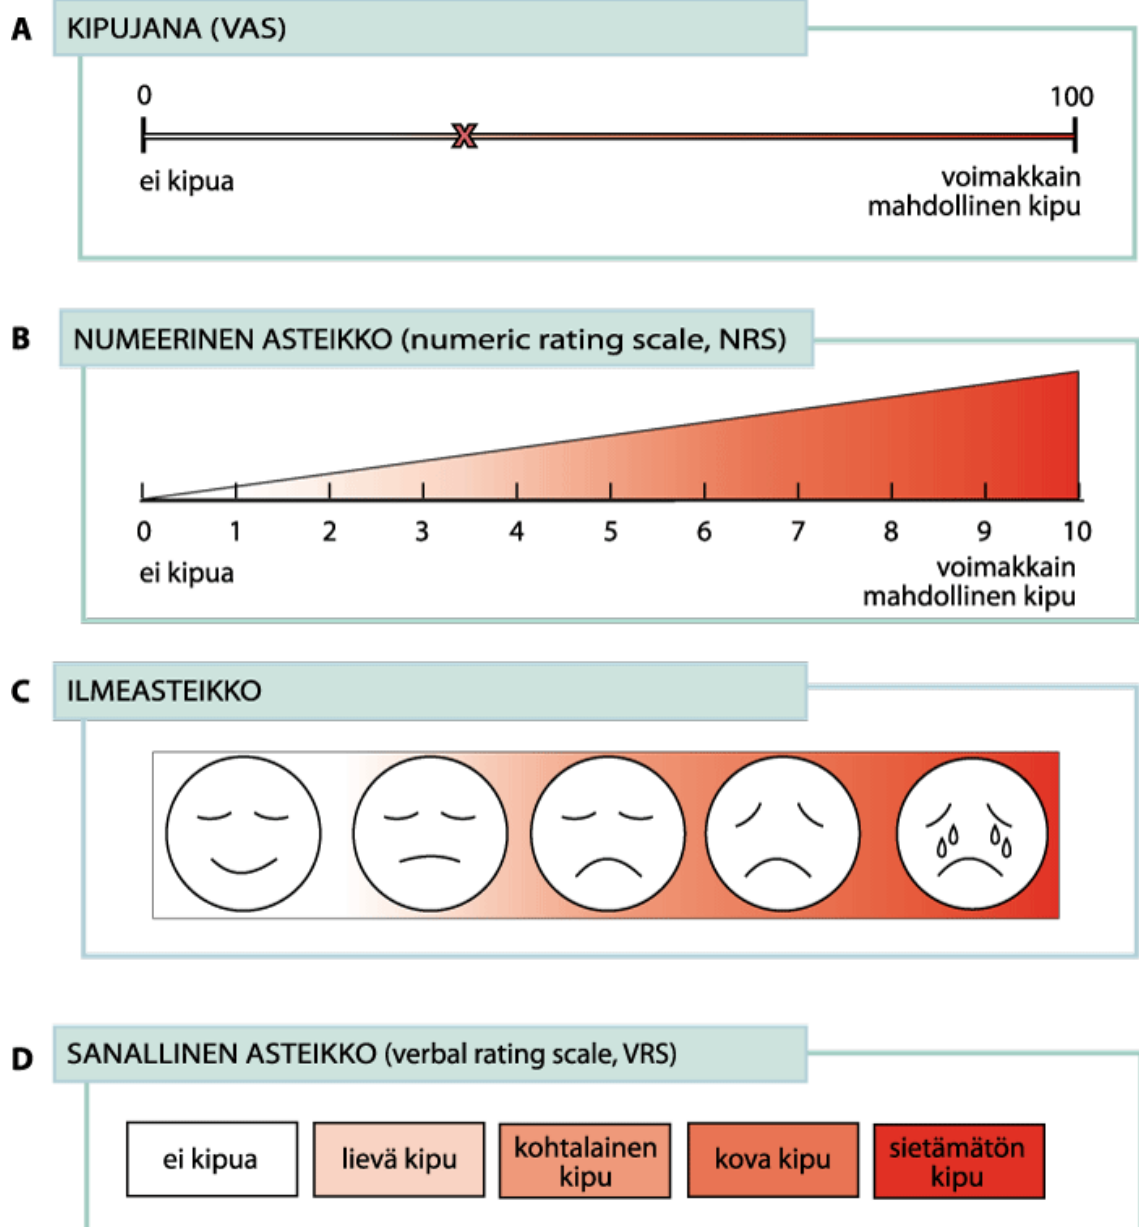 A
KIPUJANA (VAS)
0
100
X
ei kipua
voimakkain
mahdollinen kipu
B
NUMEERINEN ASTEIKKO (numeric rating scale, NRS)
0 1 2 3 4 5 6 7 8 9 10
ei kipua
voimakkain
mahdollinen kipu
C
ILMEASTEIKKO
D
SANALLINEN ASTEIKKO (verbal rating scale, VRS)
ei kipua
lievä kipu
kohtalainen
kipu
kova kipu
sietämätön
kipu